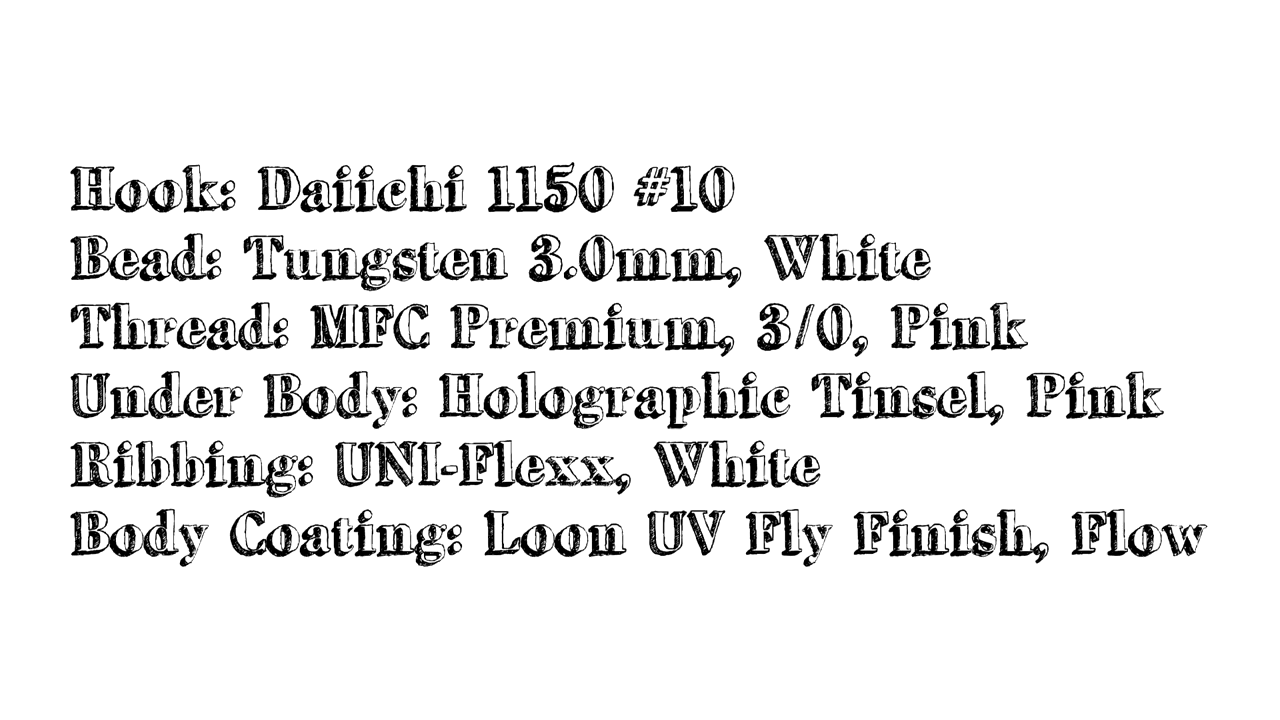 Hook: Daiichi 1150 #10
Bead: Tungsten 3.0mm, White
Thread: MFC Premium, 3/0, Pink
Under Body: Holographic Tinsel, Pink
Ribbing: UNI-Flexx, White
Body Coating: Loon UV Fly Finish, Flow